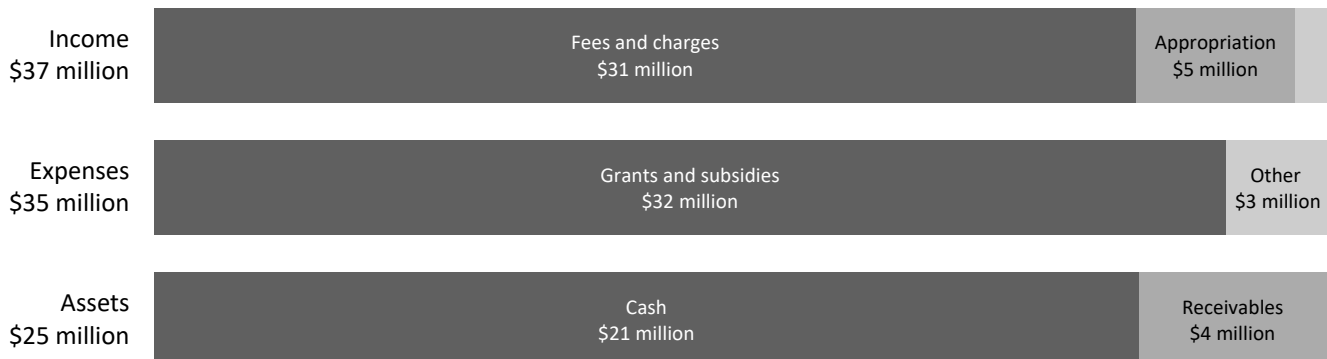 Income
$37 million
Fees and charges
$31 million
Appropriation
$5 million
Expenses
$35 million
Grants and subsidies
$32 million
Other
$3 million
Assets
$25 million
Cash
$21 million
Receivables
$4 million